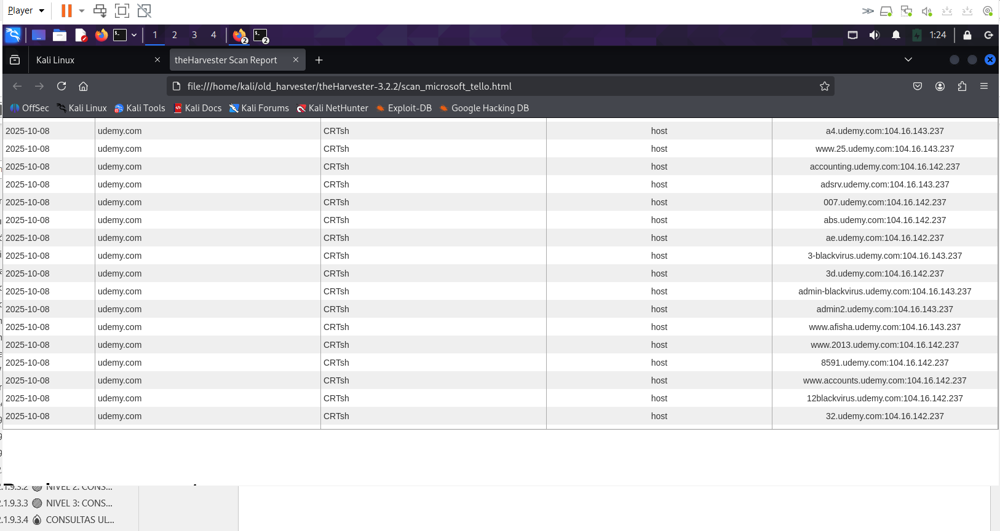 Player
1 2 3 4 2 2 1:24
Kali Linux theHarvester Scan Report
file:///home/kali/old_harvester/theHarvester-3.2.2/scan_microsoft_tello.html
OffSec Kali Linux Kali Tools Kali Docs Kali Forums Kali NetHunter Exploit-DB Google Hacking DB
2025-10-08 udemy.com CRTsh host a4.udemy.com:104.16.143.237
2025-10-08 udemy.com CRTsh host www.25.udemy.com:104.16.143.237
2025-10-08 udemy.com CRTsh host accounting.udemy.com:104.16.142.237
2025-10-08 udemy.com CRTsh host adsrv.udemy.com:104.16.143.237
2025-10-08 udemy.com CRTsh host 007.udemy.com:104.16.142.237
2025-10-08 udemy.com CRTsh host abs.udemy.com:104.16.142.237
2025-10-08 udemy.com CRTsh host ae.udemy.com:104.16.142.237
2025-10-08 udemy.com CRTsh host 3-blackvirus.udemy.com:104.16.143.237
2025-10-08 udemy.com CRTsh host 3d.udemy.com:104.16.142.237
2025-10-08 udemy.com CRTsh host admin-blackvirus.udemy.com:104.16.143.237
2025-10-08 udemy.com CRTsh host admin2.udemy.com:104.16.143.237
2025-10-08 udemy.com CRTsh host www.afisha.udemy.com:104.16.143.237
2025-10-08 udemy.com CRTsh host www.2013.udemy.com:104.16.142.237
2025-10-08 udemy.com CRTsh host 8591.udemy.com:104.16.142.237
2025-10-08 udemy.com CRTsh host www.accounts.udemy.com:104.16.142.237
2025-10-08 udemy.com CRTsh host 12blackvirus.udemy.com:104.16.142.237
2025-10-08 udemy.com CRTsh host 32.udemy.com:104.16.142.237
.1.9.3.2 NIVEL 2: CONS...
.1.9.3.3 NIVEL 3: CONS...
.1.9.3.4 CONSULTAS UL...